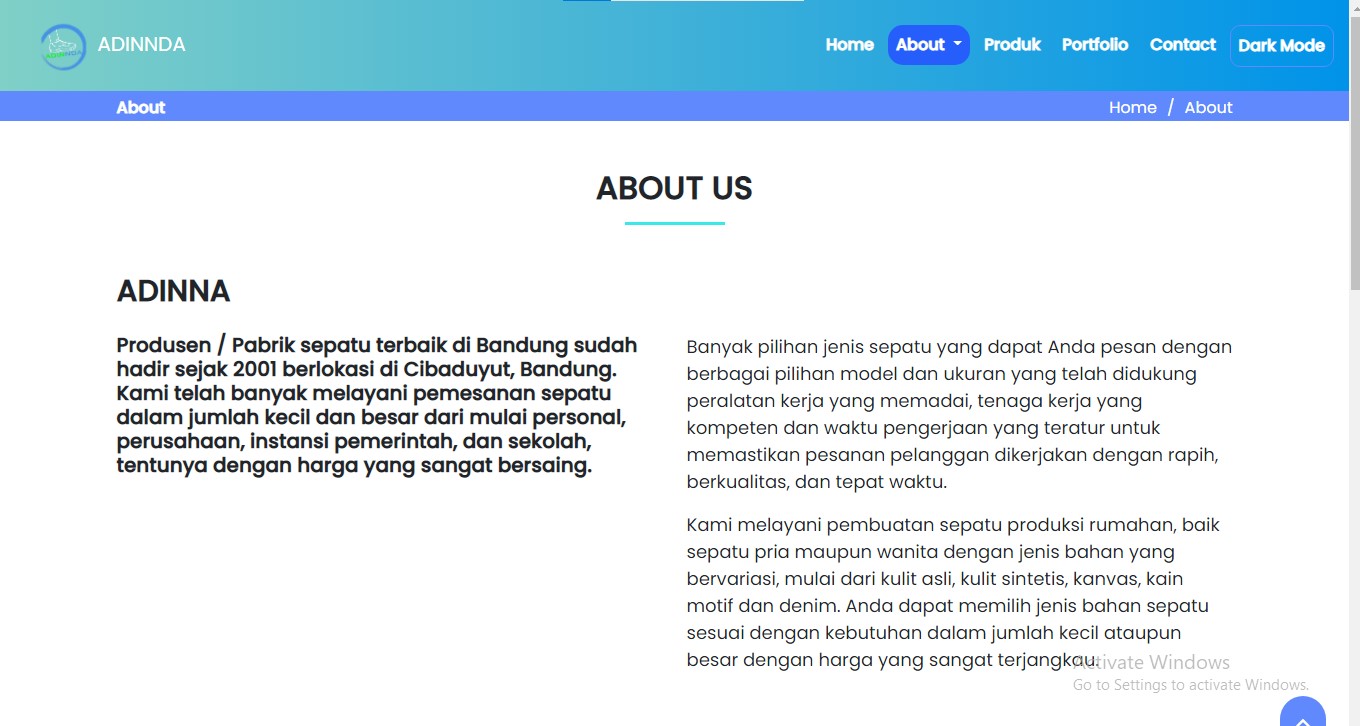 ADINNDA
Home About Produk Portfolio Contact Dark Mode
About
Home / About
ABOUT US
ADINNA
Produsen / Pabrik sepatu terbaik di Bandung sudah
hadir sejak 2001 berlokasi di Cibaduyut, Bandung.
Kami telah banyak melayani pemesanan sepatu
dalam jumlah kecil dan besar dari mulai personal,
perusahaan, instansi pemerintah, dan sekolah,
tentunya dengan harga yang sangat bersaing.
Banyak pilihan jenis sepatu yang dapat Anda pesan dengan
berbagai pilihan model dan ukuran yang telah didukung
peralatan kerja yang memadai, tenaga kerja yang
kompeten dan waktu pengerjaan yang teratur untuk
memastikan pesanan pelanggan dikerjakan dengan rapih,
berkualitas, dan tepat waktu.
Kami melayani pembuatan sepatu produksi rumahan, baik
sepatu pria maupun wanita dengan jenis bahan yang
bervariasi, mulai dari kulit asli, kulit sintetis, kanvas, kain
motif dan denim. Anda dapat memilih jenis bahan sepatu
sesuai dengan kebutuhan dalam jumlah kecil ataupun
besar dengan harga yang sangat terjangkau.
Activate Windows
Go to Settings to activate Windows.